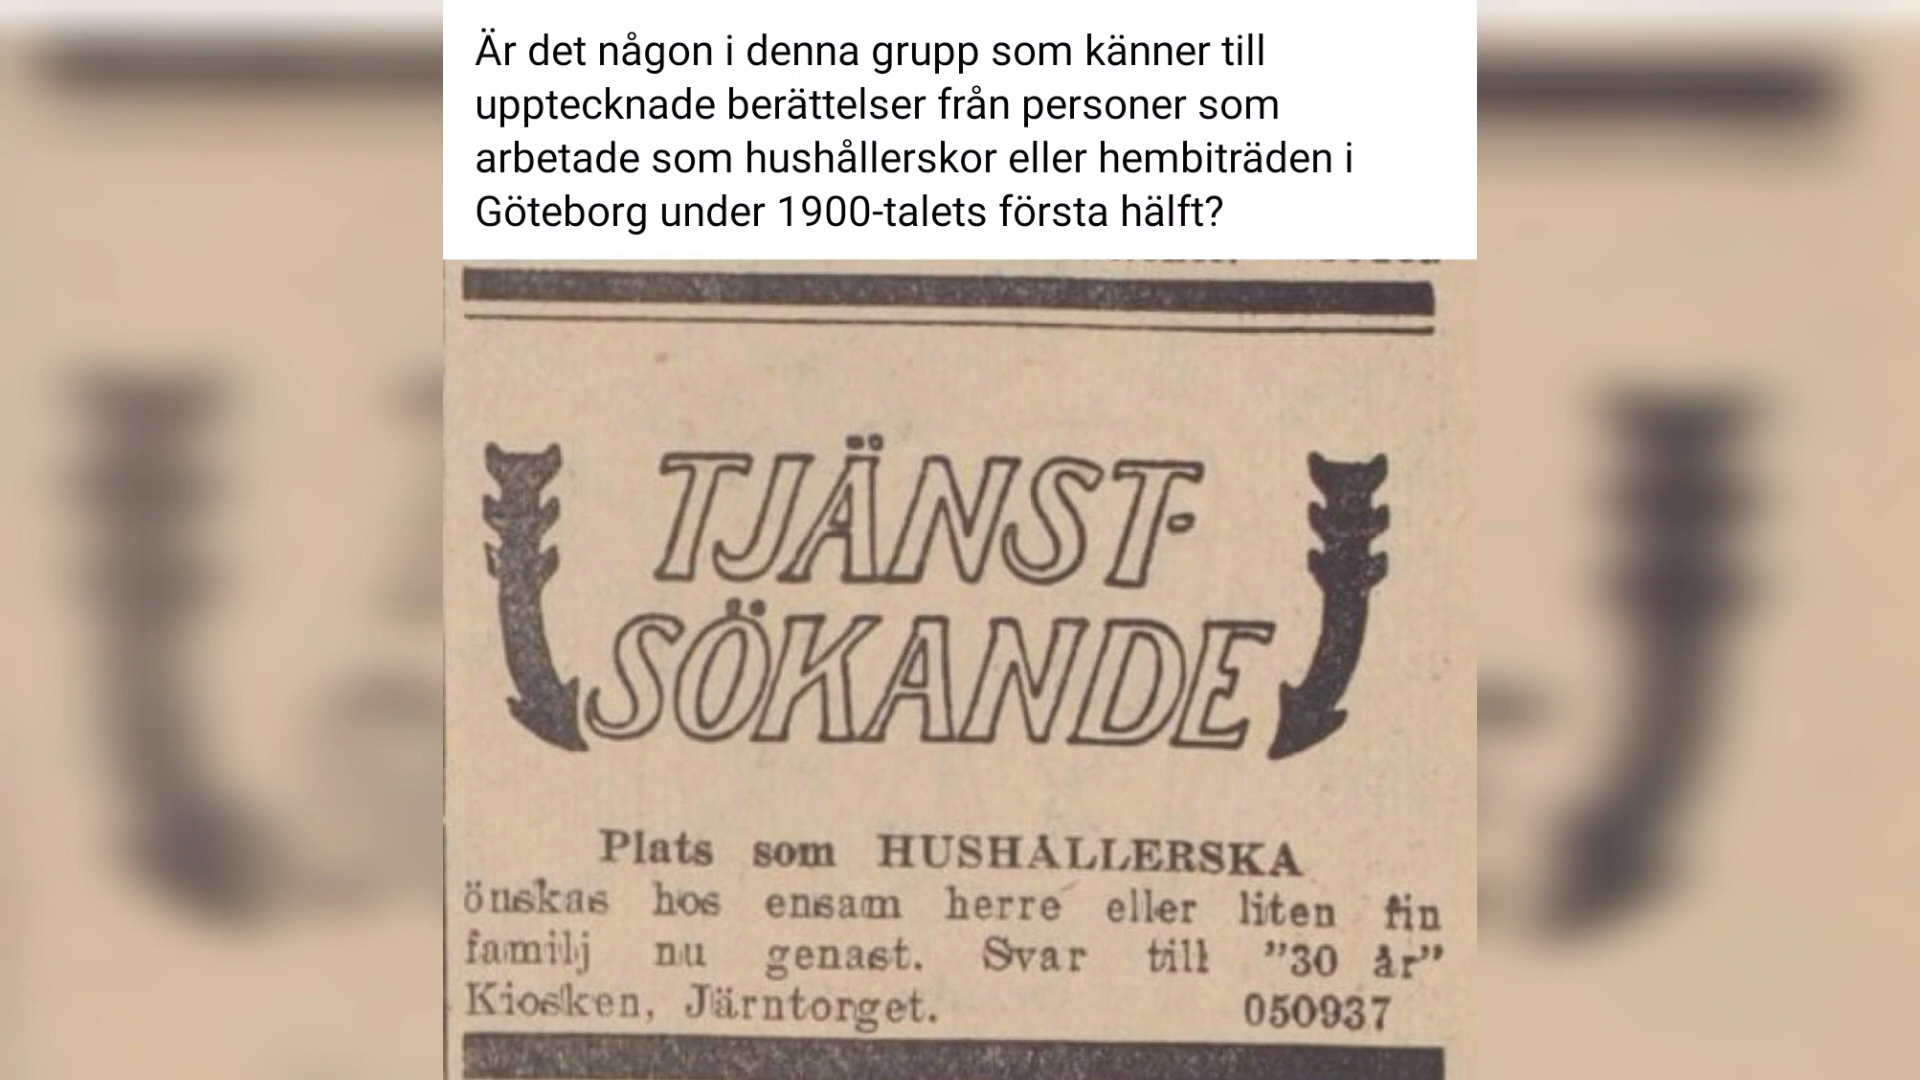 Är det någon i denna grupp som känner till
upptecknade berättelser från personer som
arbetade som hushållerskor eller hembiträden i
Göteborg under 1900-talets första hälft?
TJÄNST-
SÖKANDE
Plats som HUSHÅLLERSKA
önskas hos ensam herre eller liten fin
familj nu genast. Svar till ”30 år”
Kiosken, Järntorget. 050937